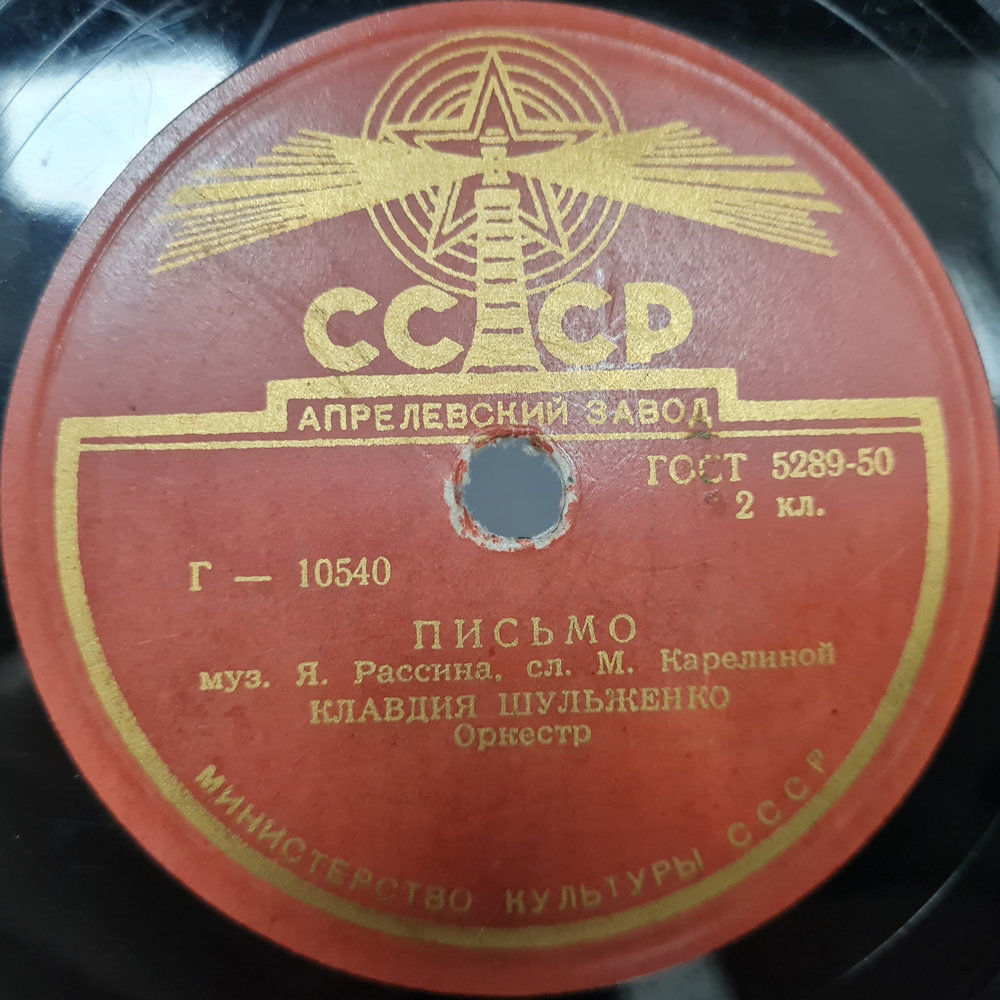 СССР
АПРЕЛЕВСКИЙ ЗАВОД
ГОСТ 5289-50
2 кл.
Г — 10540
ПИСЬМО
муз. Я. Рассина, сл. М. Карелиной
КЛАВДИЯ ШУЛЬЖЕНКО
Оркестр
МИНИСТЕРСТВО КУЛЬТУРЫ СССР